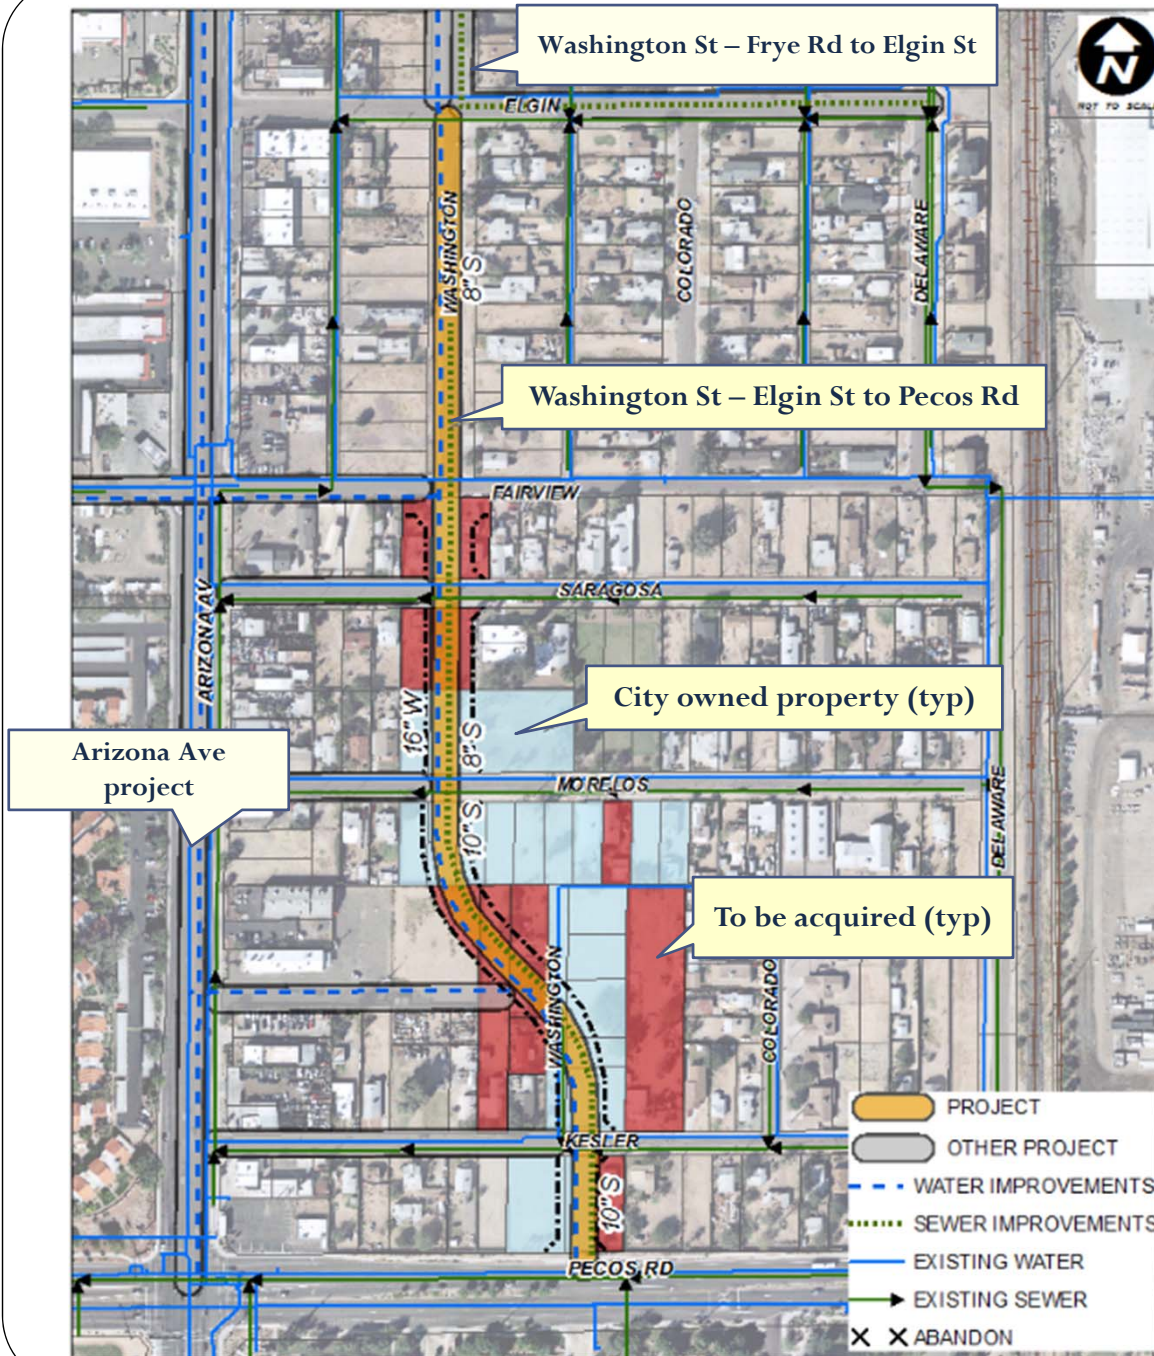 Washington St – Frye Rd to Elgin St
N
NOT TO SCALE
ELGIN
WASHINGTON
8" S
COLORADO
DELAWARE
Washington St – Elgin St to Pecos Rd
FAIRVIEW
SARAGOSA
ARIZONA AV
City owned property (typ)
16" W
8" S
Arizona Ave
project
MORELOS
10" S
DELAWARE
To be acquired (typ)
WASHINGTON
COLORADO
KESLER
10" S
PECOS RD
PROJECT
OTHER PROJECT
WATER IMPROVEMENTS
SEWER IMPROVEMENTS
EXISTING WATER
EXISTING SEWER
X X ABANDON